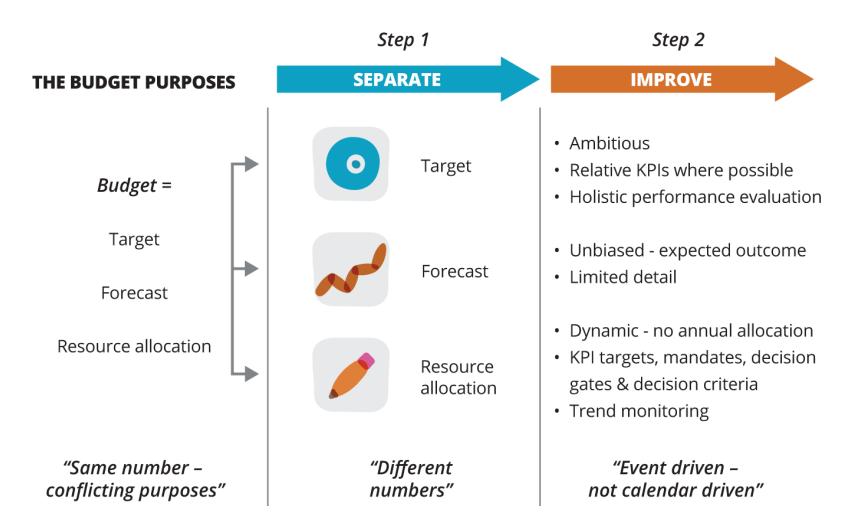 Step 1
Step 2
THE BUDGET PURPOSES
SEPARATE
IMPROVE
Budget =
Target
Forecast
Resource allocation
Target
Forecast
Resource
allocation
• Ambitious
• Relative KPIs where possible
• Holistic performance evaluation
• Unbiased - expected outcome
• Limited detail
• Dynamic - no annual allocation
• KPI targets, mandates, decision
gates & decision criteria
• Trend monitoring
“Same number –
conflicting purposes”
“Different
numbers”
“Event driven –
not calendar driven”